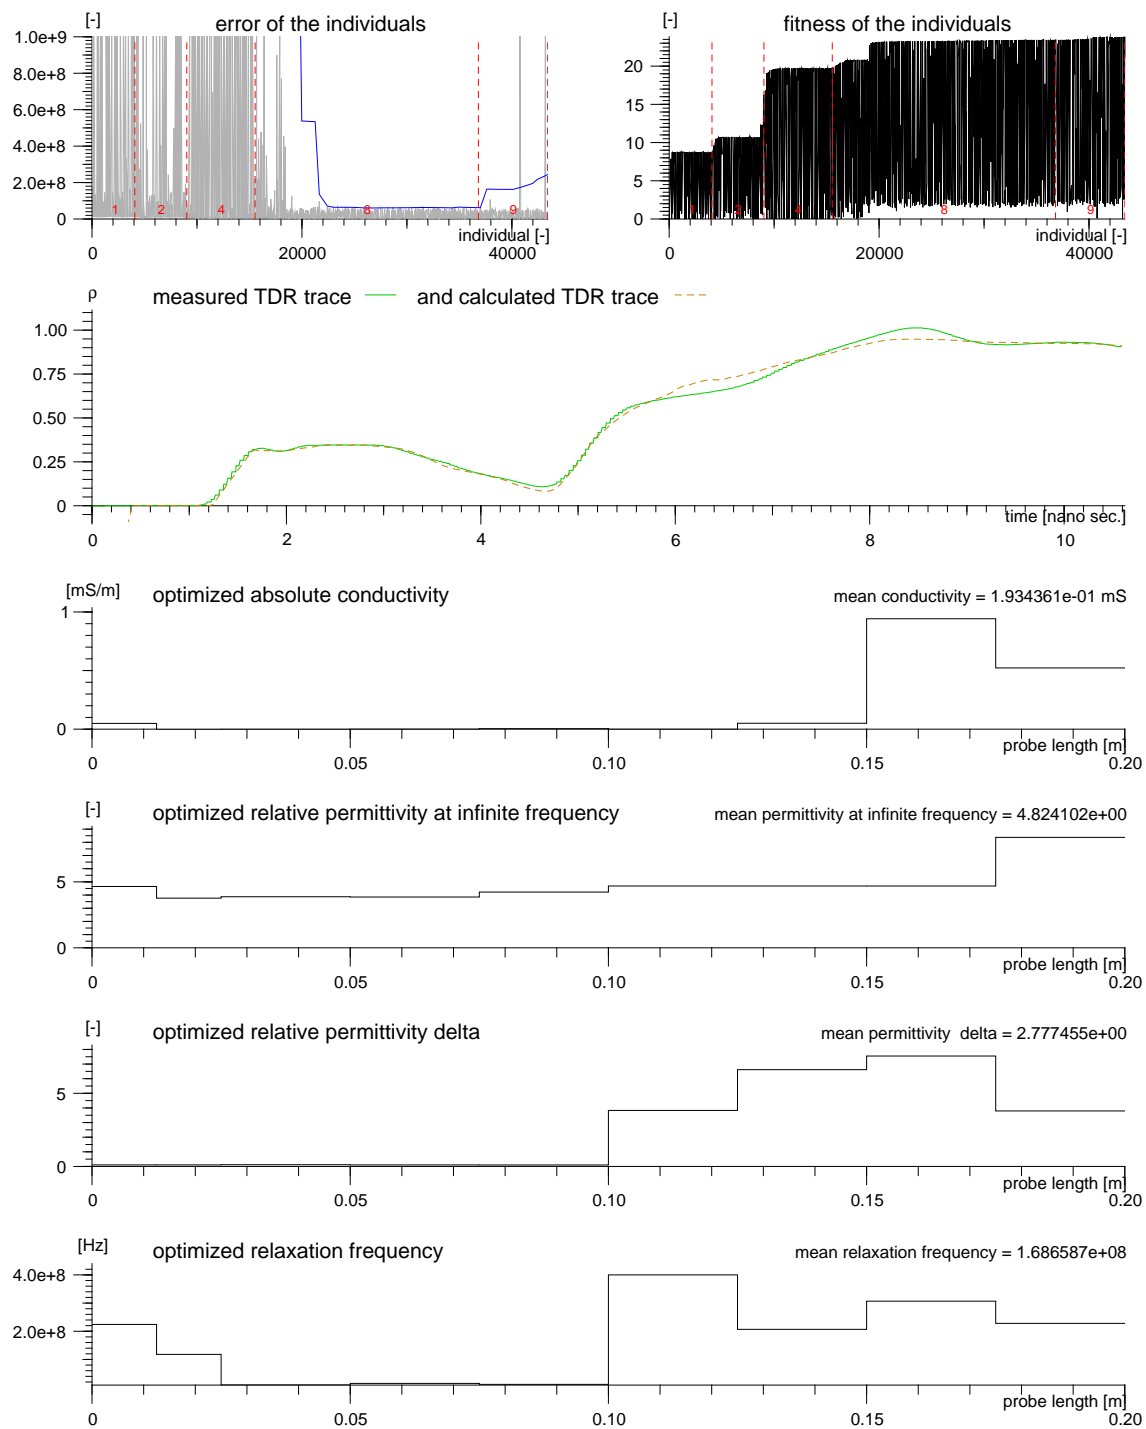 [-] error of the individuals
1.0e+9
8.0e+8
6.0e+8
4.0e+8
2.0e+8
0
1 2 4 8 9
individual [-]
0 20000 40000
[-] fitness of the individuals
20
15
10
5
0
1 2 4 8 9
individual [-]
0 20000 40000
ρ measured TDR trace and calculated TDR trace
1.00
0.75
0.50
0.25
0
time [nano sec.]
0 2 4 6 8 10
[mS/m] optimized absolute conductivity mean conductivity = 1.934361e-01 mS
1
0
probe length [m]
0 0.05 0.10 0.15 0.20
[-] optimized relative permittivity at infinite frequency mean permittivity at infinite frequency = 4.824102e+00
5
0
probe length [m]
0 0.05 0.10 0.15 0.20
[-] optimized relative permittivity delta mean permittivity delta = 2.777455e+00
5
0
probe length [m]
0 0.05 0.10 0.15 0.20
[Hz] optimized relaxation frequency mean relaxation frequency = 1.686587e+08
4.0e+8
2.0e+8
probe length [m]
0 0.05 0.10 0.15 0.20